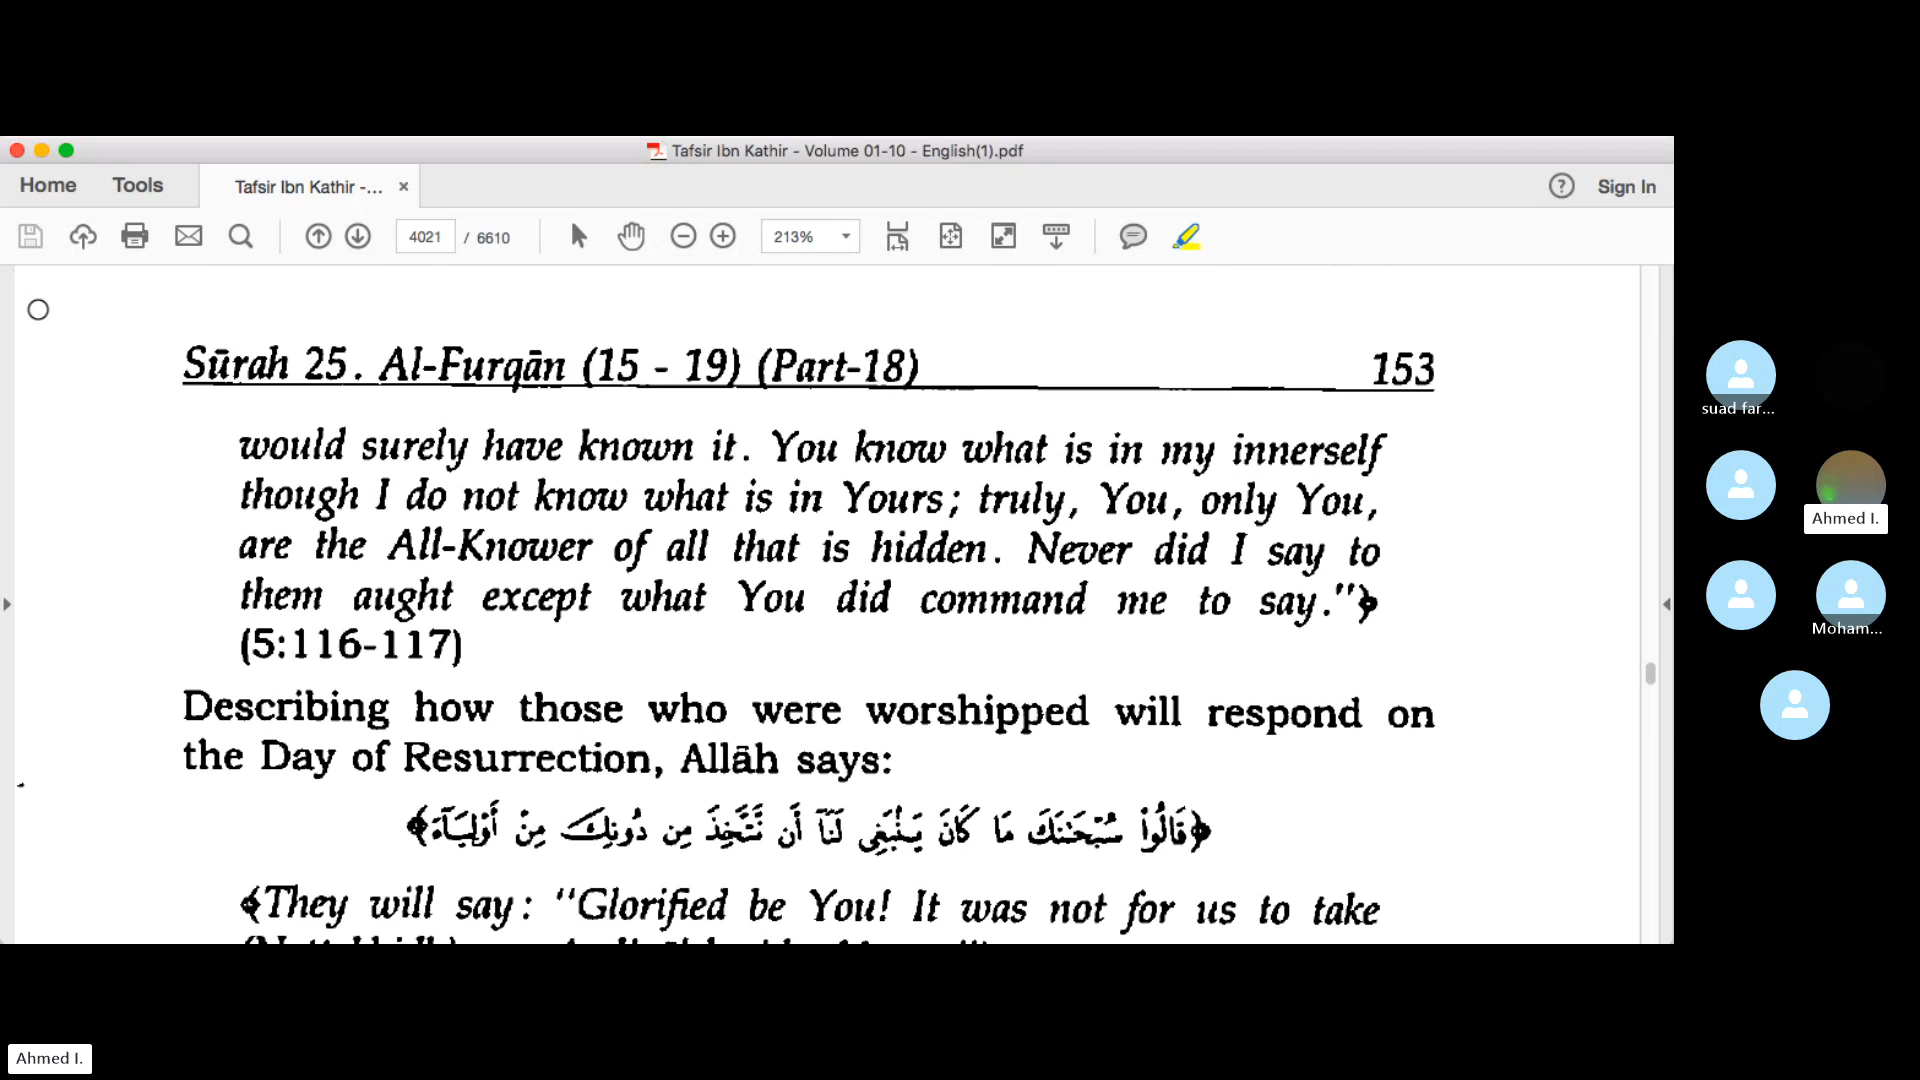 Tafsir Ibn Kathir - Volume 01-10 - English(1).pdf
Home
Tools
Tafsir Ibn Kathir -...
×
?
Sign In
4021 / 6610
213%
Sūrah 25. Al-Furqān (15 - 19) (Part-18) 153
would surely have known it. You know what is in my innerself
though I do not know what is in Yours; truly, You, only You,
are the All-Knower of all that is hidden. Never did I say to
them aught except what You did command me to say."﴾
(5:116-117)
Describing how those who were worshipped will respond on
the Day of Resurrection, Allāh says:
﴿قَالُوا۟ سُبْحَـٰنَكَ مَا كَانَ يَنۢبَغِى لَنَآ أَن نَّتَّخِذَ مِن دُونِكَ مِنْ أَوْلِيَآءَ﴾
﴿They will say: "Glorified be You! It was not for us to take
suad far...
Ahmed I.
Moham...
Ahmed I.